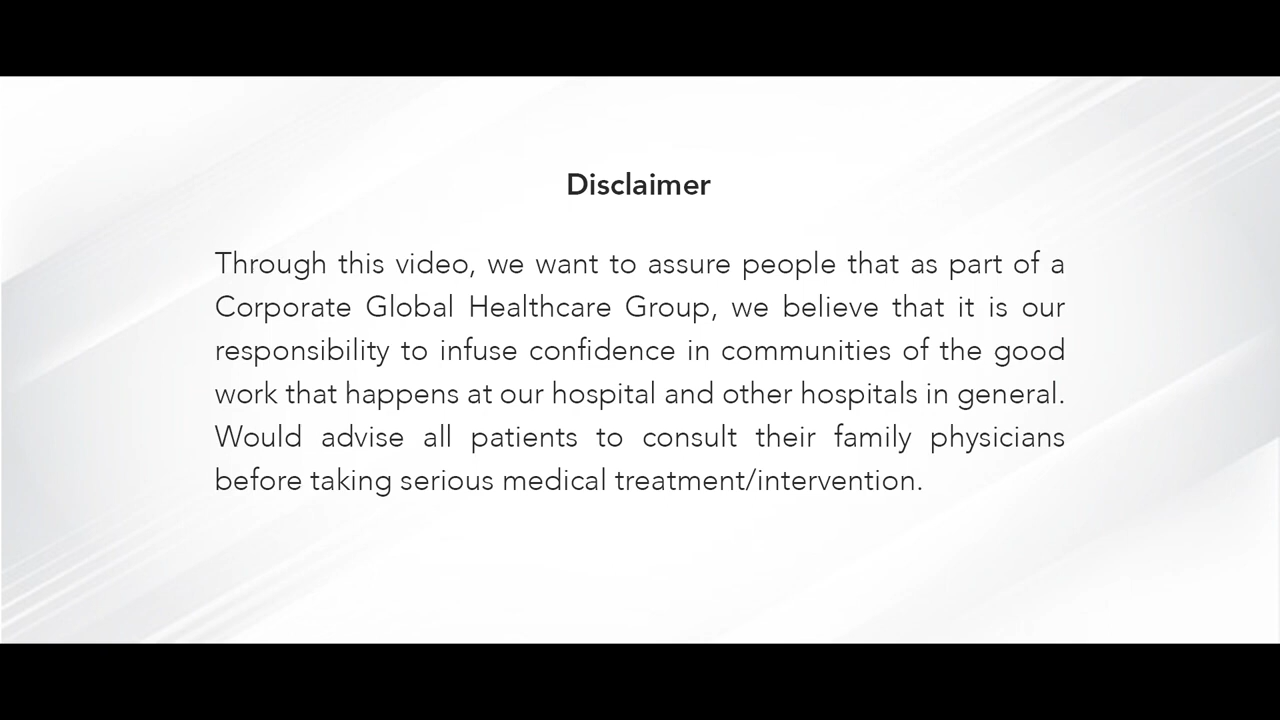 Disclaimer
Through this video, we want to assure people that as part of a
Corporate Global Healthcare Group, we believe that it is our
responsibility to infuse confidence in communities of the good
work that happens at our hospital and other hospitals in general.
Would advise all patients to consult their family physicians
before taking serious medical treatment/intervention.